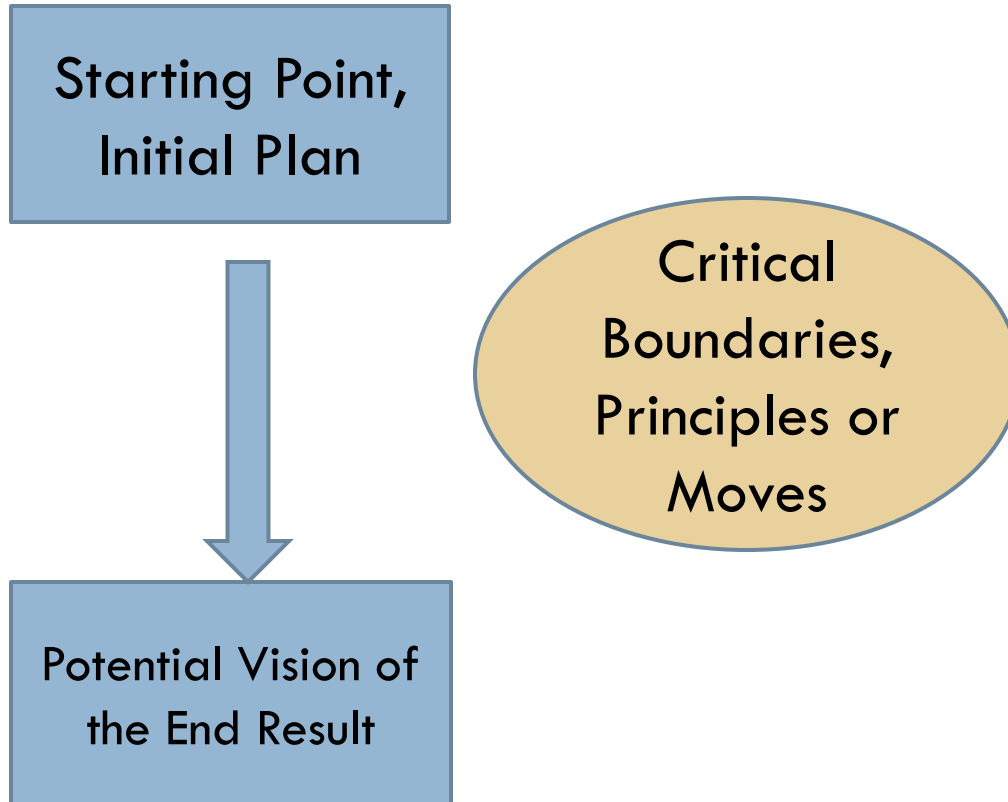 Starting Point,
Initial Plan
Critical
Boundaries,
Principles or
Moves
Potential Vision of
the End Result